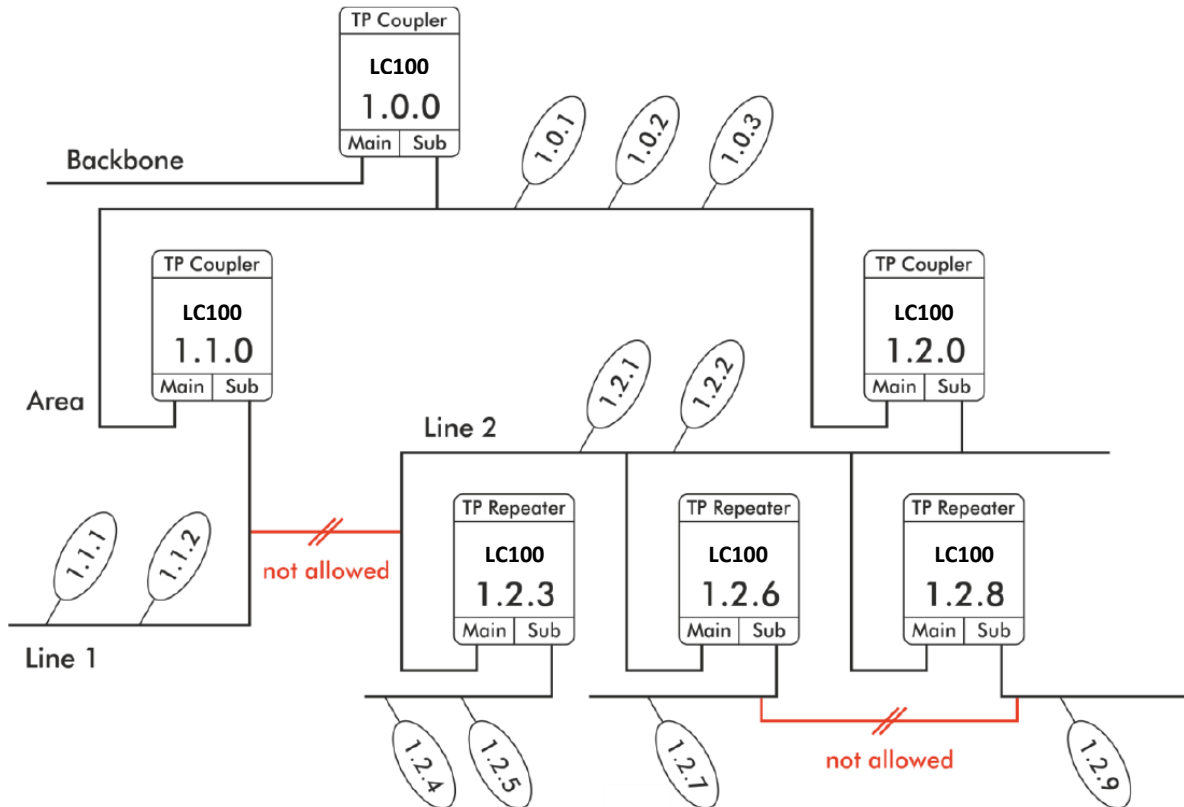 TP Coupler
LC100
1.0.0
Main Sub
Backbone
1.0.1
1.0.2
1.0.3
TP Coupler
LC100
1.1.0
Main Sub
Area
TP Coupler
LC100
1.2.0
Main Sub
Line 2
1.2.1
1.2.2
1.1.1
1.1.2
Line 1
not allowed
TP Repeater
LC100
1.2.3
Main Sub
TP Repeater
LC100
1.2.6
Main Sub
TP Repeater
LC100
1.2.8
Main Sub
1.2.4
1.2.5
1.2.7
not allowed
1.2.9